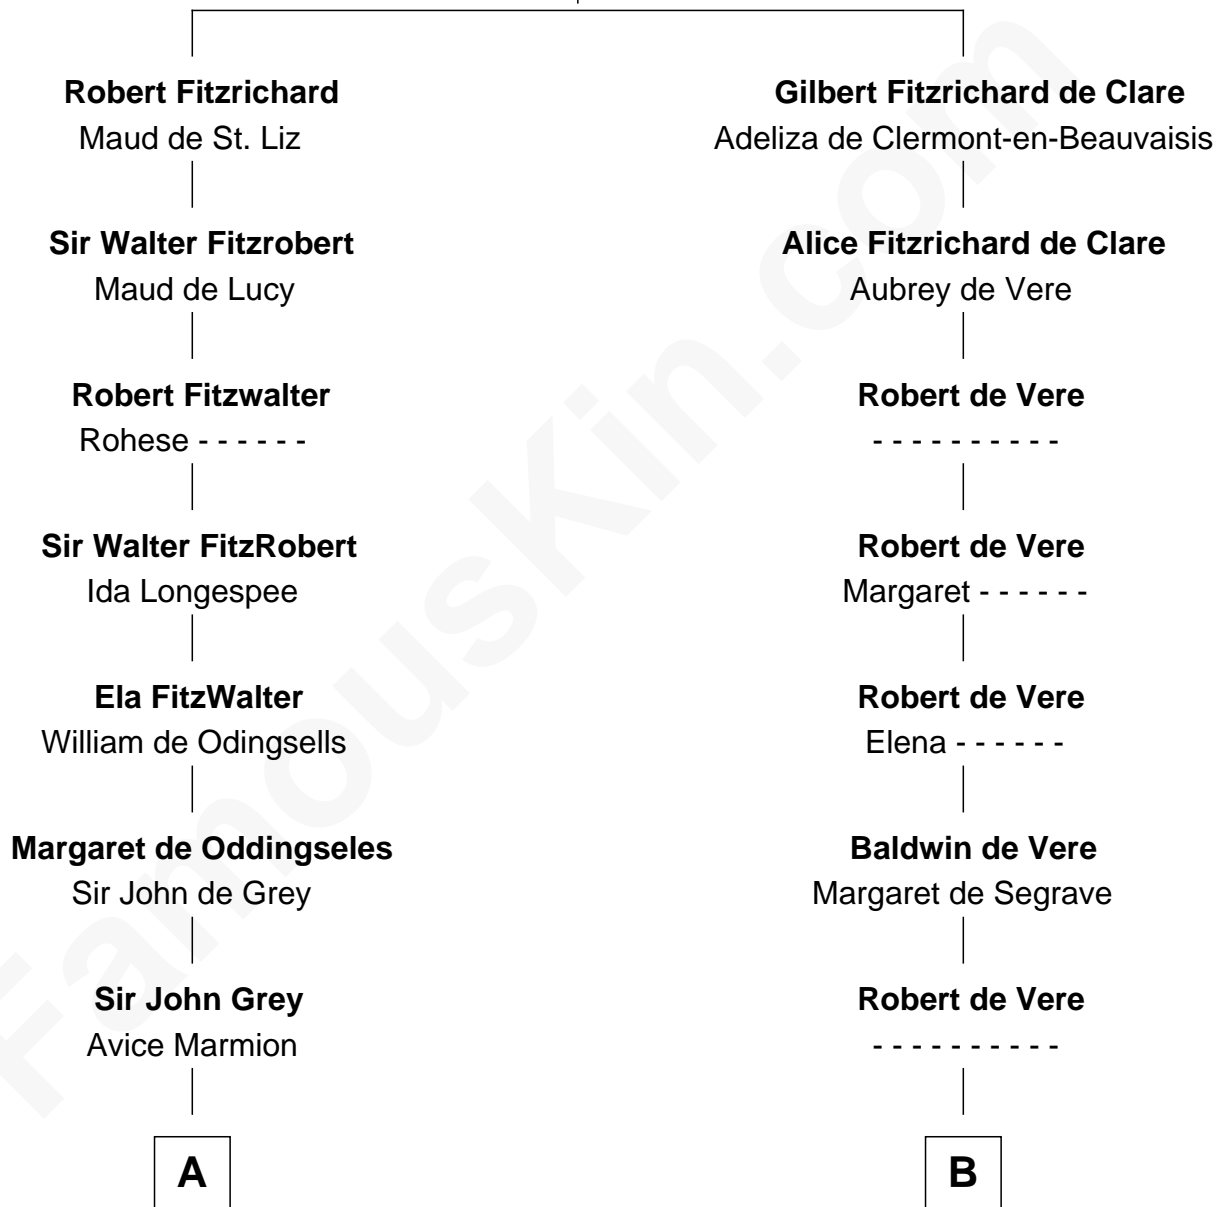 Robert Fitzrichard
Maud de St. Liz
Sir Walter Fitzrobert
Maud de Lucy
Robert Fitzwalter
Rohese - - - - - -
Sir Walter FitzRobert
Ida Longespee
Ela FitzWalter
William de Odingsells
Margaret de Oddingseles
Sir John de Grey
Sir John Grey
Avice Marmion
A
Gilbert Fitzrichard de Clare
Adeliza de Clermont-en-Beauvaisis
Alice Fitzrichard de Clare
Aubrey de Vere
Robert de Vere
- - - - - - - - - -
Robert de Vere
Margaret - - - - - -
Robert de Vere
Elena - - - - - -
Baldwin de Vere
Margaret de Segrave
Robert de Vere
- - - - - - - - - -
B
FamousKin.com